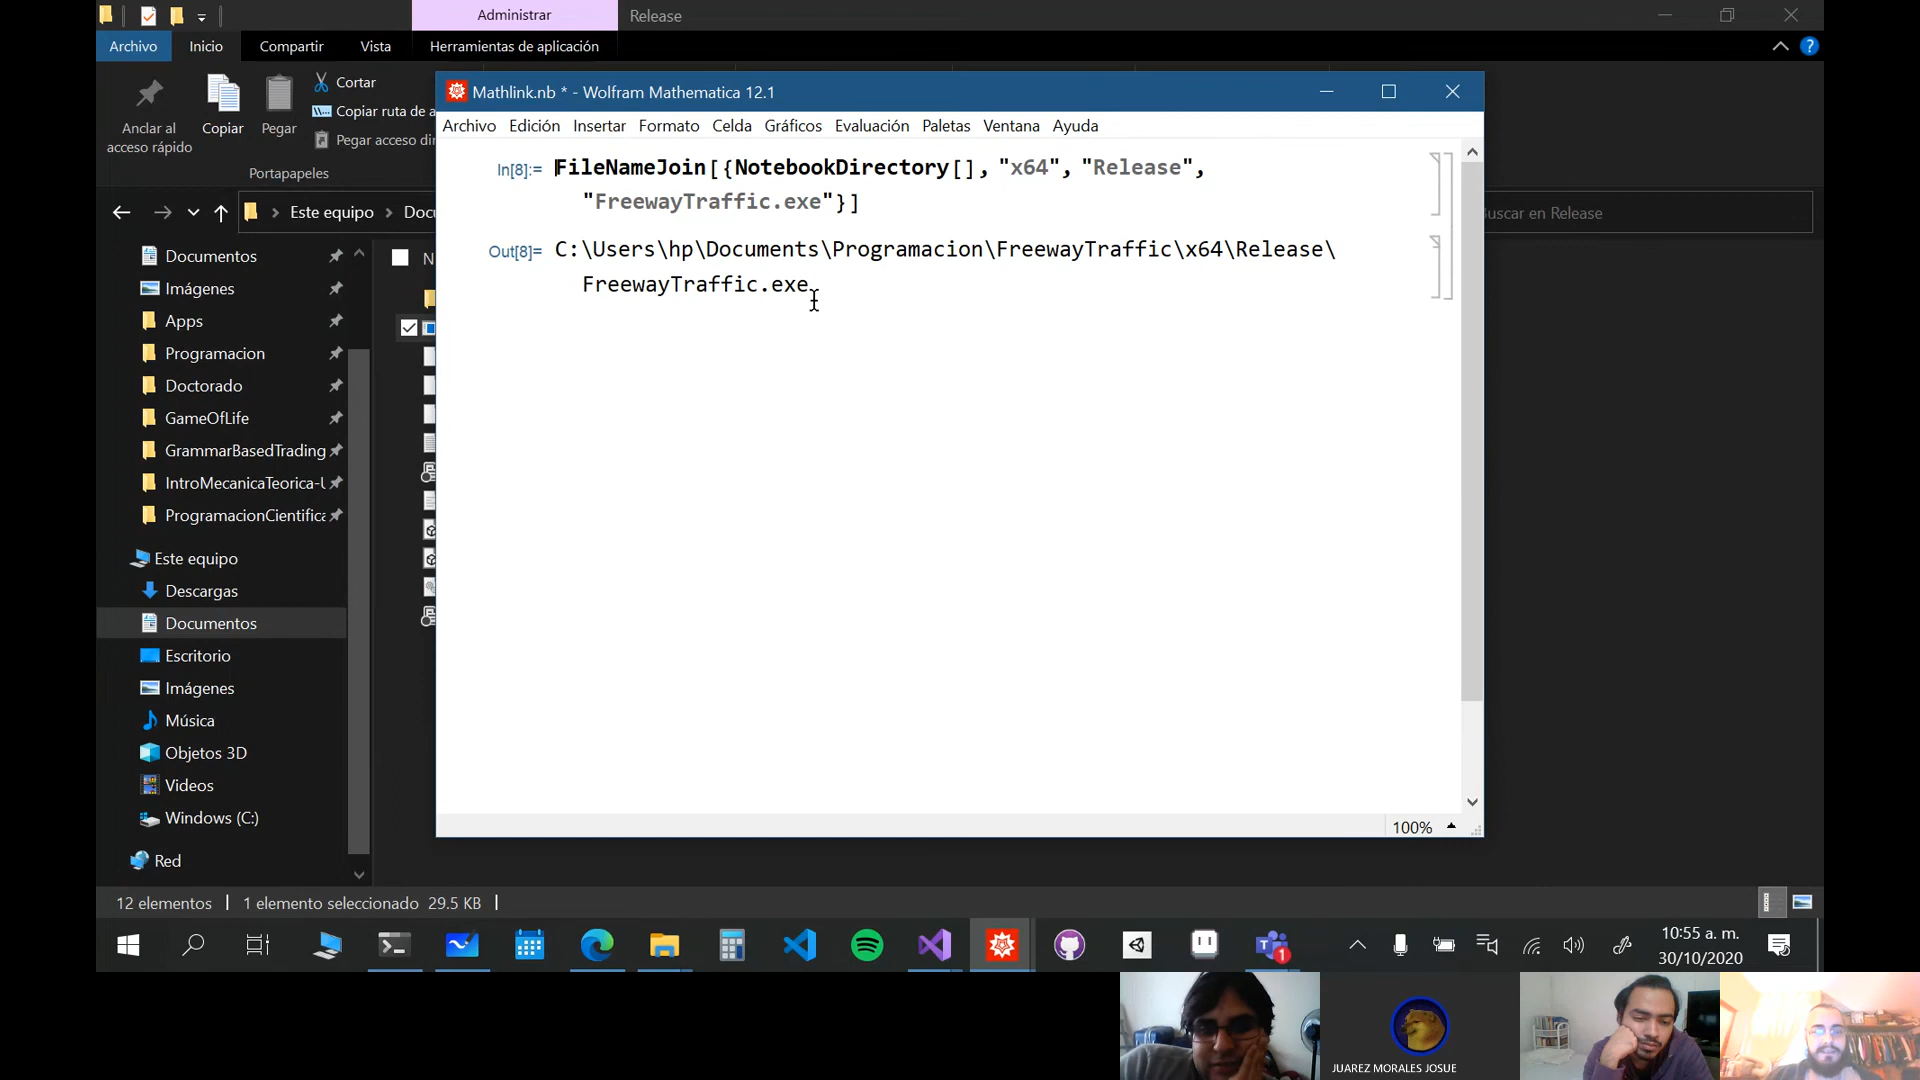 Administrar
Release
Archivo
Inicio
Compartir
Vista
Herramientas de aplicación
Anclar al
acceso rápido
Copiar
Pegar
Cortar
Copiar ruta de a
Pegar acceso dir
Portapapeles
Este equipo
Docu
Buscar en Release
Mathlink.nb * - Wolfram Mathematica 12.1
Archivo Edición Insertar Formato Celda Gráficos Evaluación Paletas Ventana Ayuda
In[8]:= FileNameJoin[{NotebookDirectory[], "x64", "Release",
"FreewayTraffic.exe"}]
Out[8]= C:\Users\hp\Documents\Programacion\FreewayTraffic\x64\Release\
FreewayTraffic.exe
100%
N
Documentos
Imágenes
Apps
Programacion
Doctorado
GameOfLife
GrammarBasedTrading
IntroMecanicaTeorica-U
ProgramacionCientifica
Este equipo
Descargas
Documentos
Escritorio
Imágenes
Música
Objetos 3D
Videos
Windows (C:)
Red
12 elementos
1 elemento seleccionado 29.5 KB
10:55 a. m.
30/10/2020
1
JUAREZ MORALES JOSUE